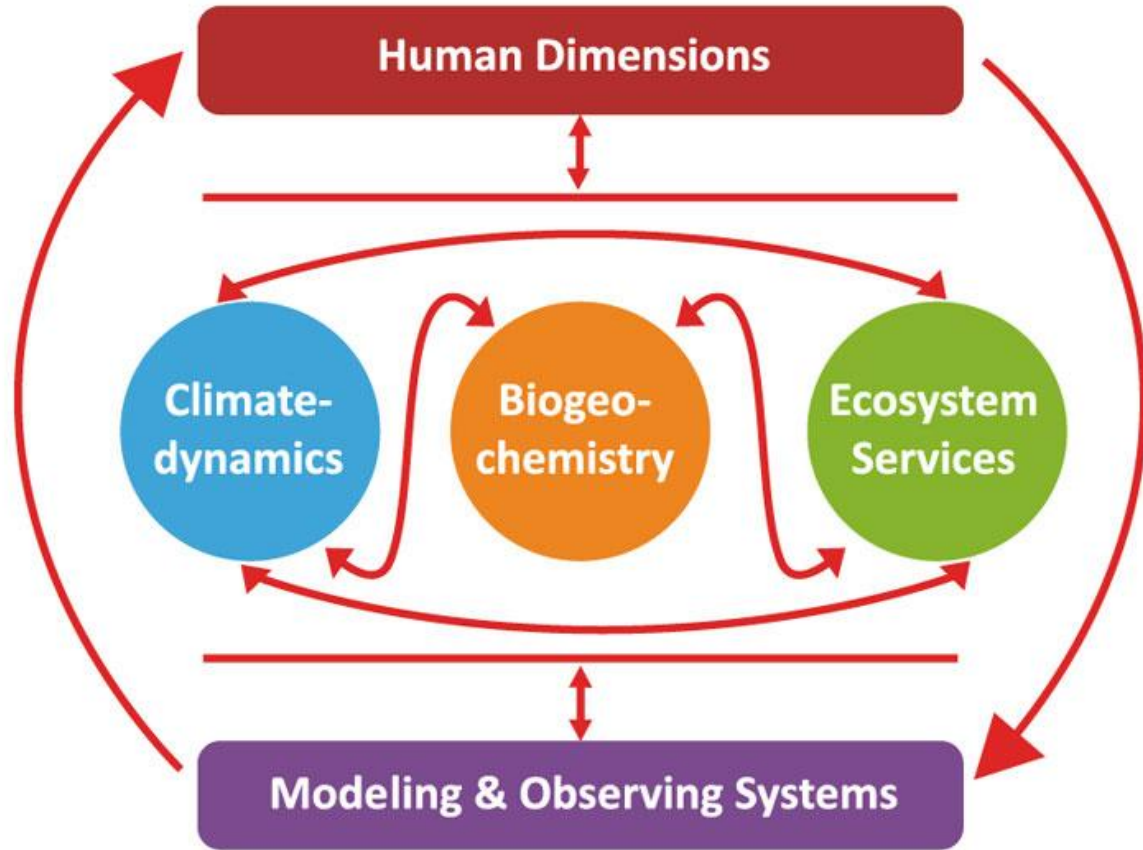 Human Dimensions
Climate-
dynamics
Biogeo-
chemistry
Ecosystem
Services
Modeling & Observing Systems